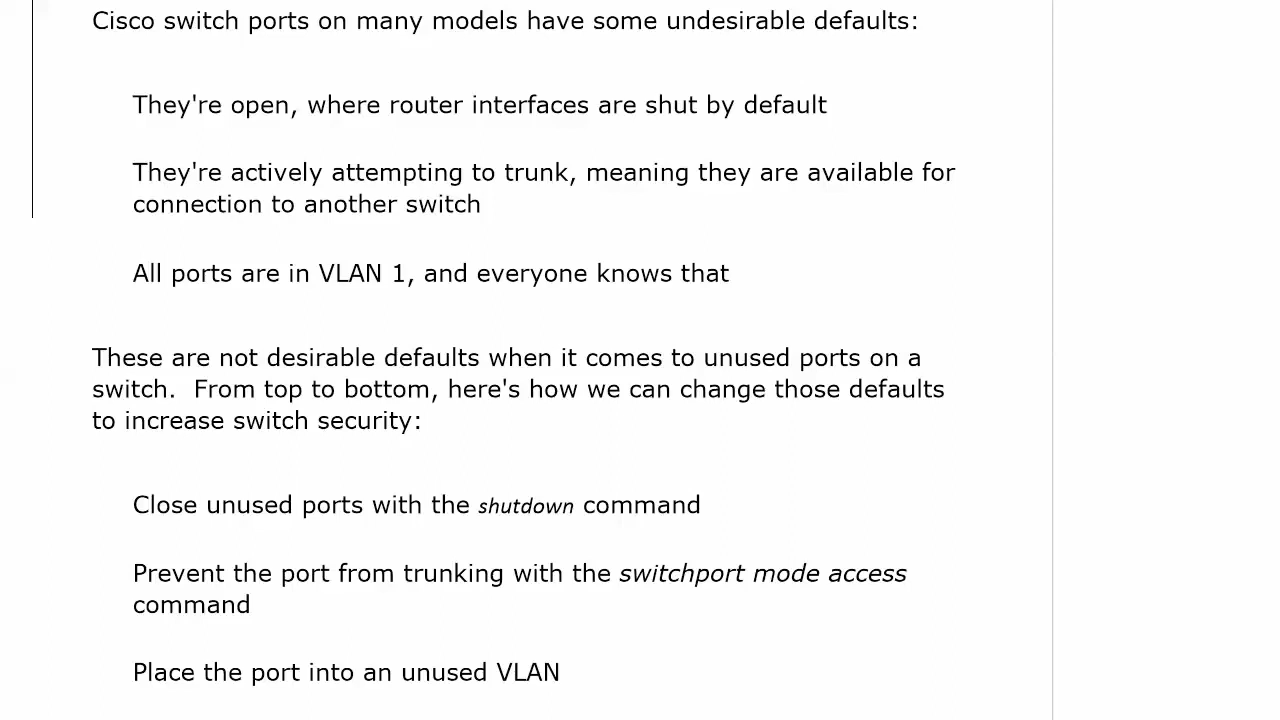 Cisco switch ports on many models have some undesirable defaults:
They're open, where router interfaces are shut by default
They're actively attempting to trunk, meaning they are available for
connection to another switch
All ports are in VLAN 1, and everyone knows that
These are not desirable defaults when it comes to unused ports on a
switch.  From top to bottom, here's how we can change those defaults
to increase switch security:
Close unused ports with the shutdown command
Prevent the port from trunking with the switchport mode access
command
Place the port into an unused VLAN